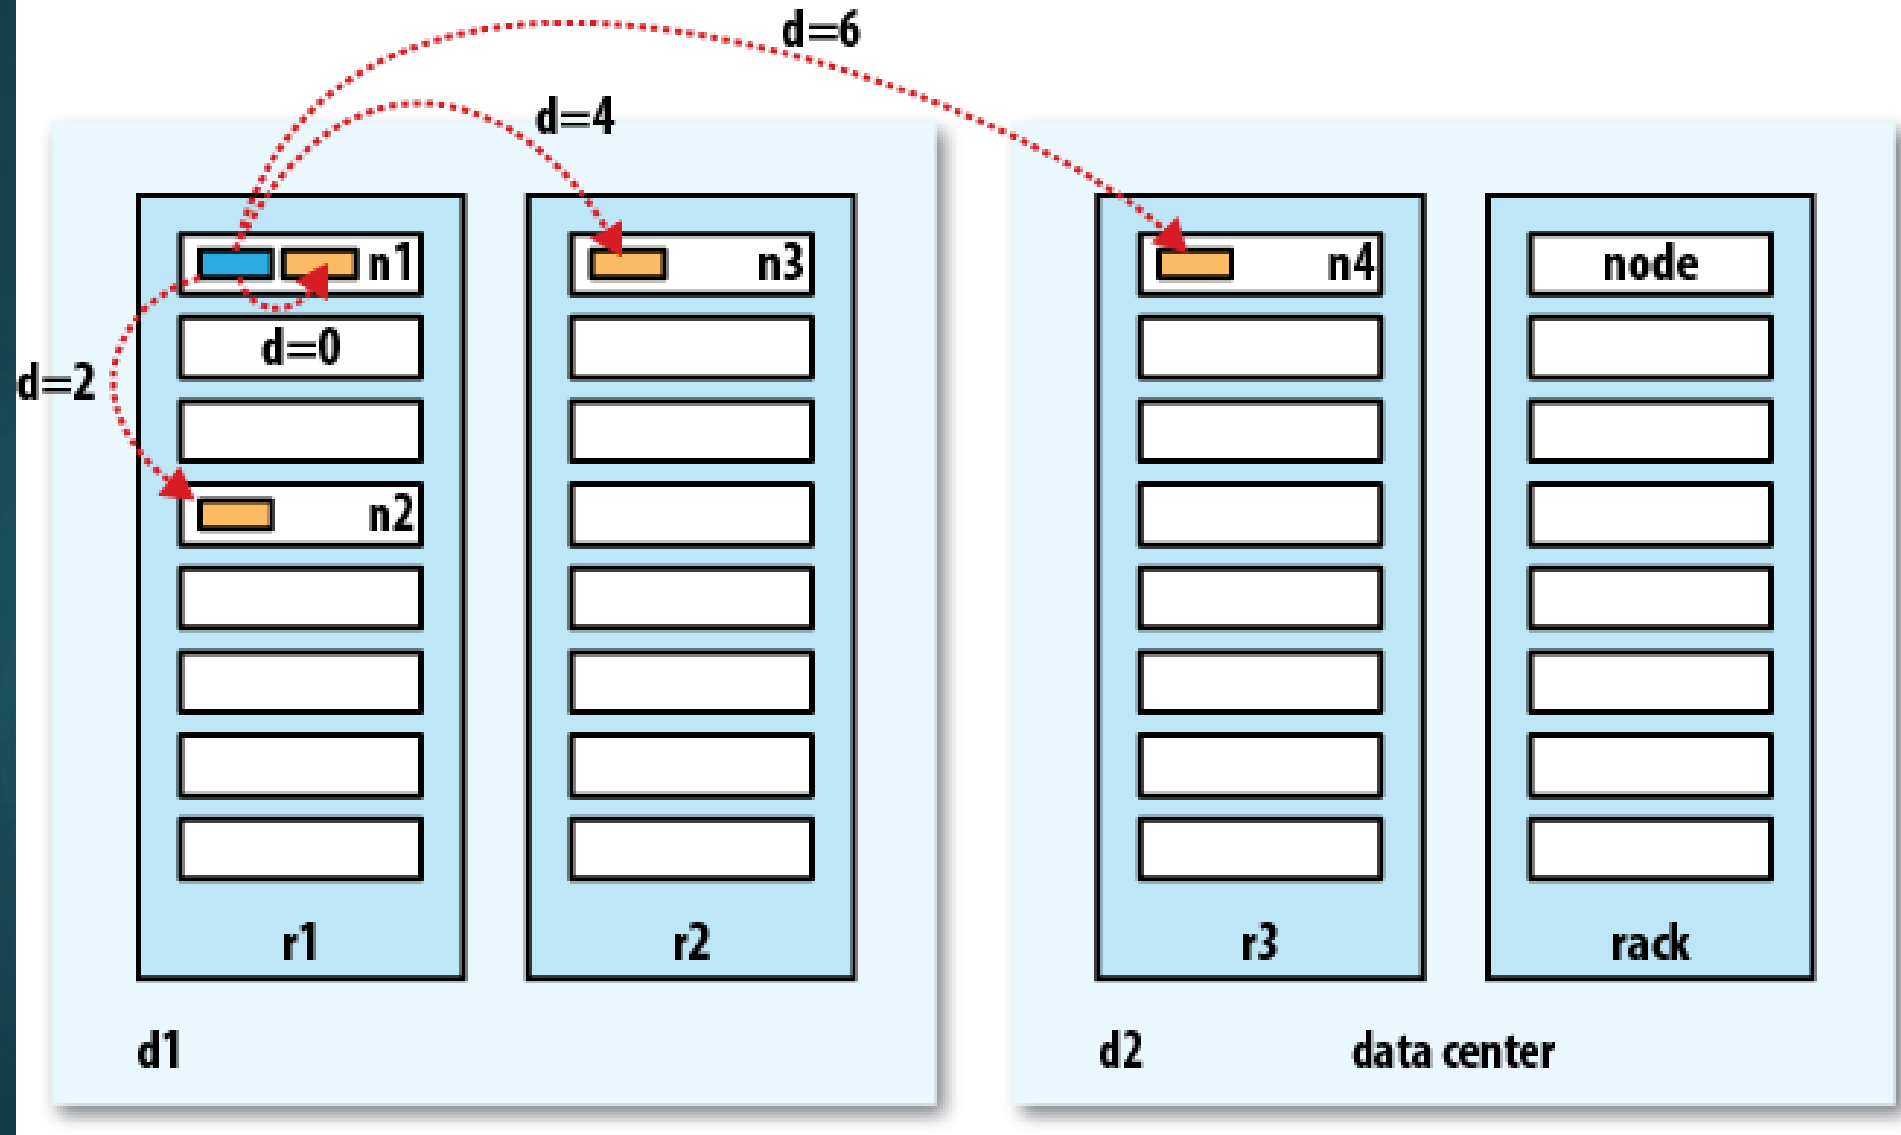 d=6
d=4
n1
n3
n4
node
d=0
d=2
n2
r1
r2
r3
rack
d1
d2
data center